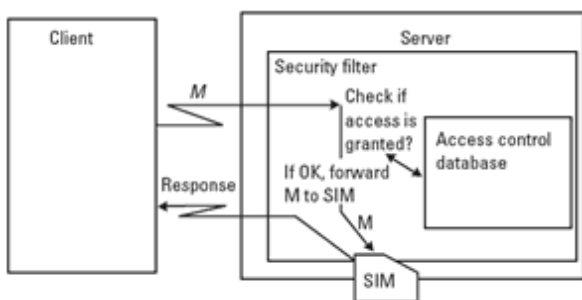 Client
Server
Security filter
M
Check if
access is
granted?
Access control
database
If OK, forward
M to SIM
Response
M
SIM